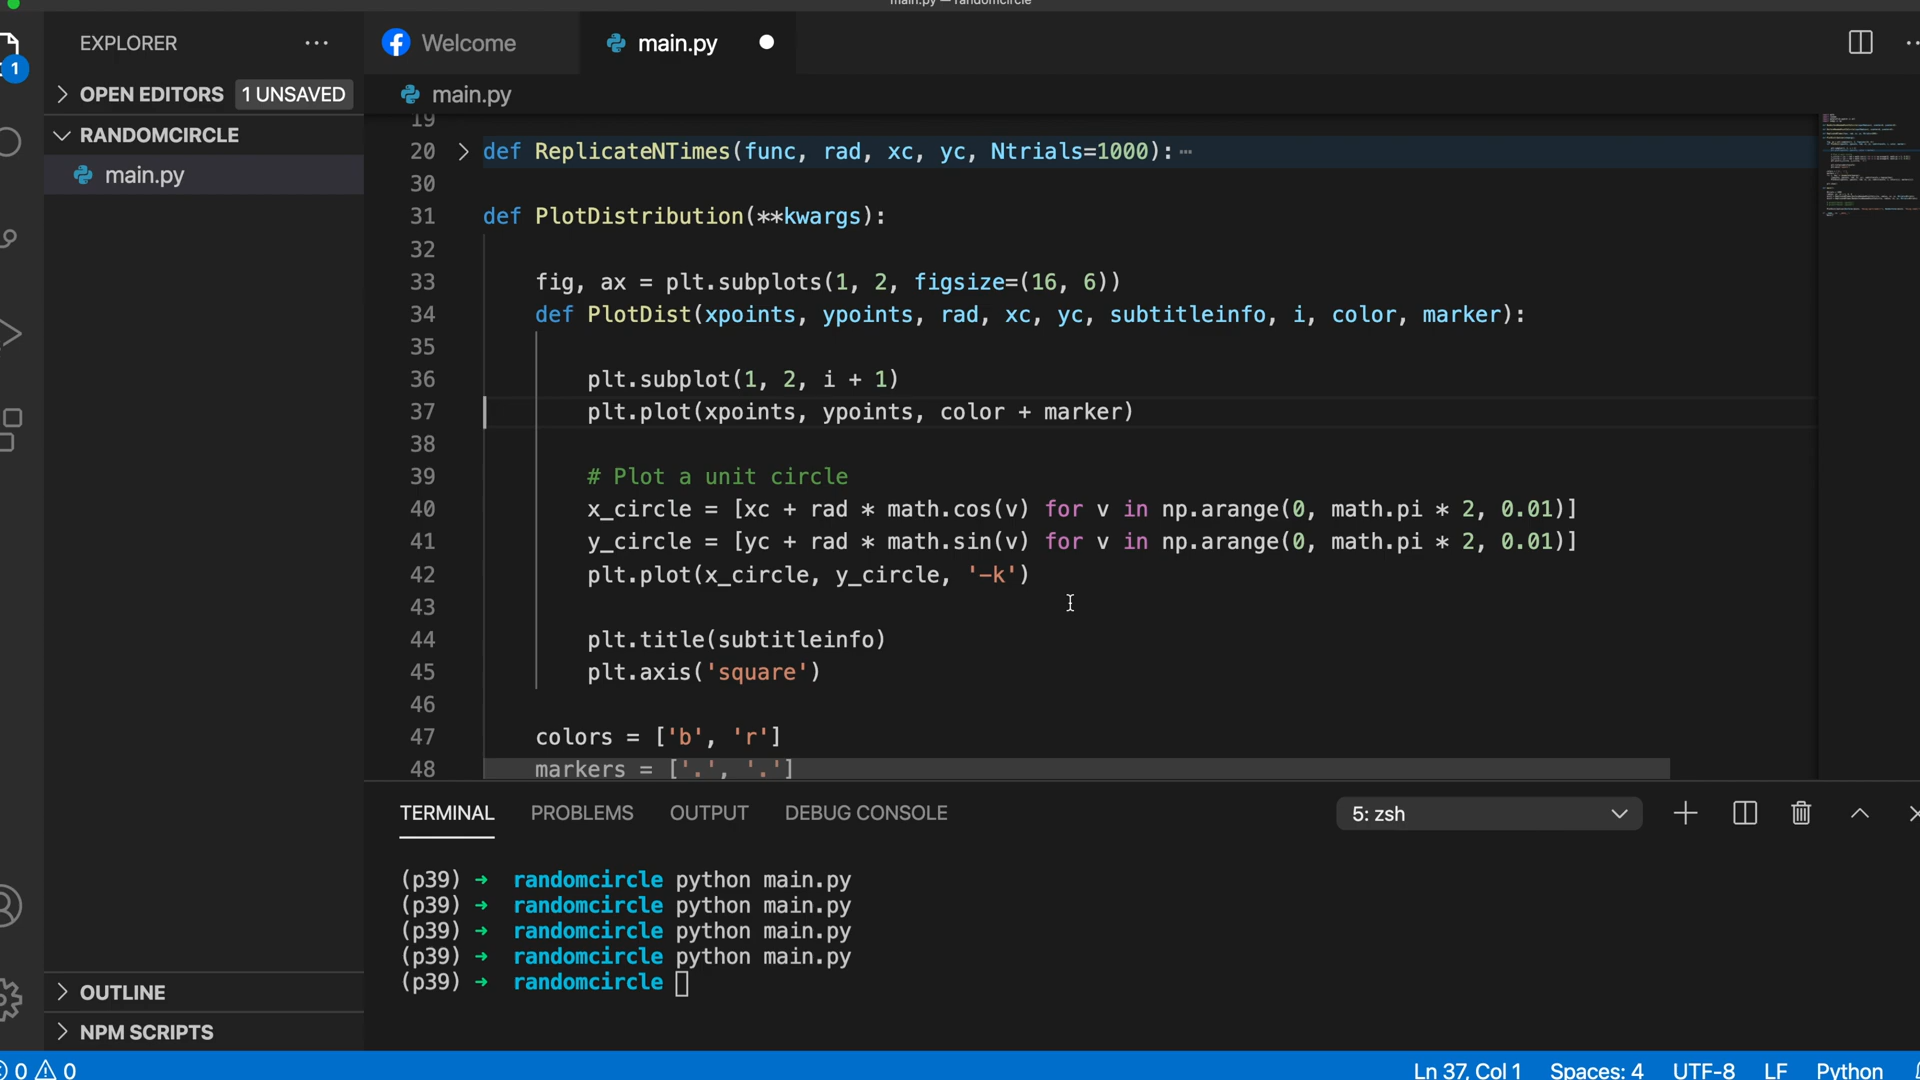 main.py — randomcircle
EXPLORER
Welcome
main.py
1
OPEN EDITORS 1 UNSAVED
main.py
RANDOMCIRCLE
main.py
19
20 def ReplicateNTimes(func, rad, xc, yc, Ntrials=1000):
30
31 def PlotDistribution(**kwargs):
32
33 fig, ax = plt.subplots(1, 2, figsize=(16, 6))
34 def PlotDist(xpoints, ypoints, rad, xc, yc, subtitleinfo, i, color, marker):
35
36 plt.subplot(1, 2, i + 1)
37 plt.plot(xpoints, ypoints, color + marker)
38
39 # Plot a unit circle
40 x_circle = [xc + rad * math.cos(v) for v in np.arange(0, math.pi * 2, 0.01)]
41 y_circle = [yc + rad * math.sin(v) for v in np.arange(0, math.pi * 2, 0.01)]
42 plt.plot(x_circle, y_circle, '-k')
43
44 plt.title(subtitleinfo)
45 plt.axis('square')
46
47 colors = ['b', 'r']
48 markers = ['.', '.']
TERMINAL PROBLEMS OUTPUT DEBUG CONSOLE 5: zsh
(p39) → randomcircle python main.py
(p39) → randomcircle python main.py
(p39) → randomcircle python main.py
(p39) → randomcircle python main.py
(p39) → randomcircle
OUTLINE
NPM SCRIPTS
0 0 Ln 37, Col 1 Spaces: 4 UTF-8 LF Python